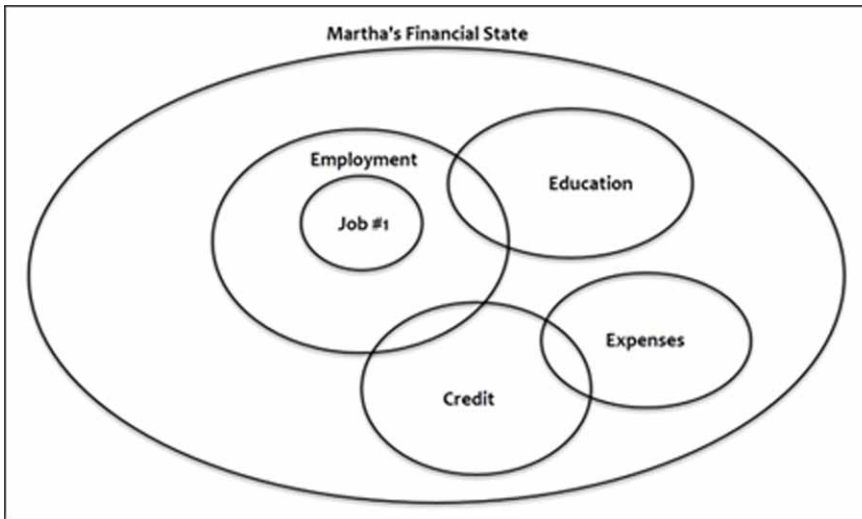 Martha's Financial State
Employment
Education
Job #1
Expenses
Credit